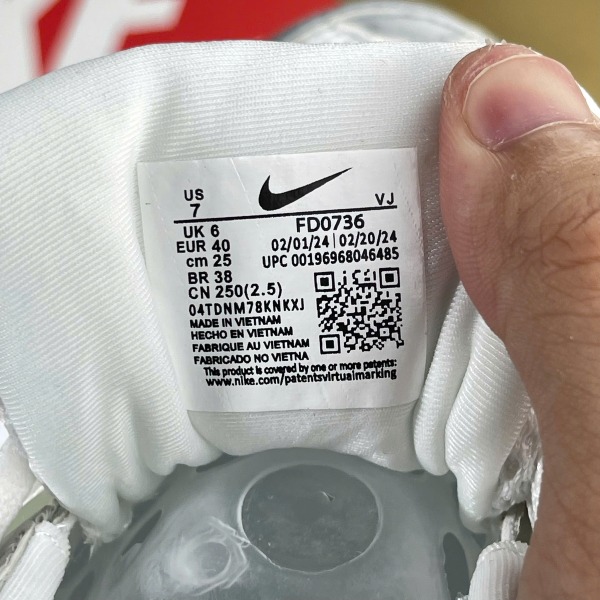 US VJ
7
UK 6 FD0736
EUR 40 02/01/24 | 02/20/24
cm 25 UPC 00196968046485
BR 38
CN 250(2.5)
04TDNM78KNKXJ
MADE IN VIETNAM
HECHO EN VIETNAM
FABRIQUE AU VIETNAM
FABRICADO NO VIETNA
This product is covered by one or more patents:
www.nike.com/patentsvirtualmarking